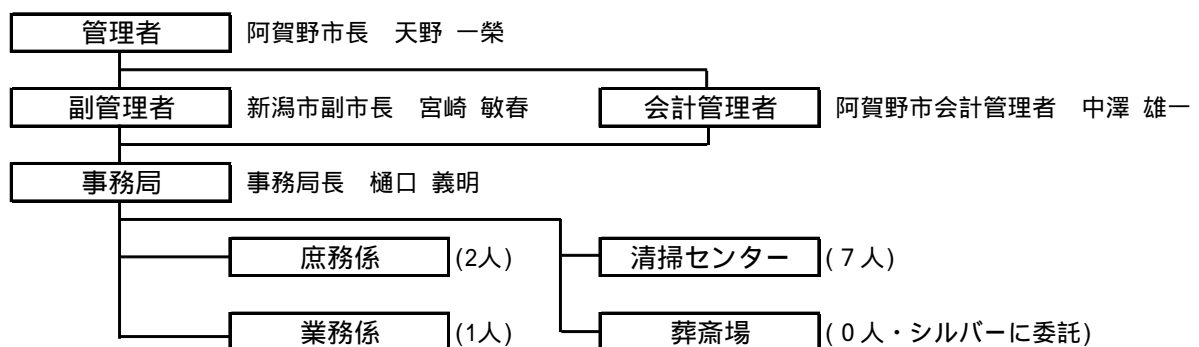 管理者 阿賀野市長 天野 一榮
副管理者 新潟市副市長 宮崎 敏春 会計管理者 阿賀野市会計管理者 中澤 雄一
事務局 事務局長 樋口 義明
庶務係 (2人) 清掃センター (7人)
業務係 (1人) 葬斎場 (0人・シルバーに委託)